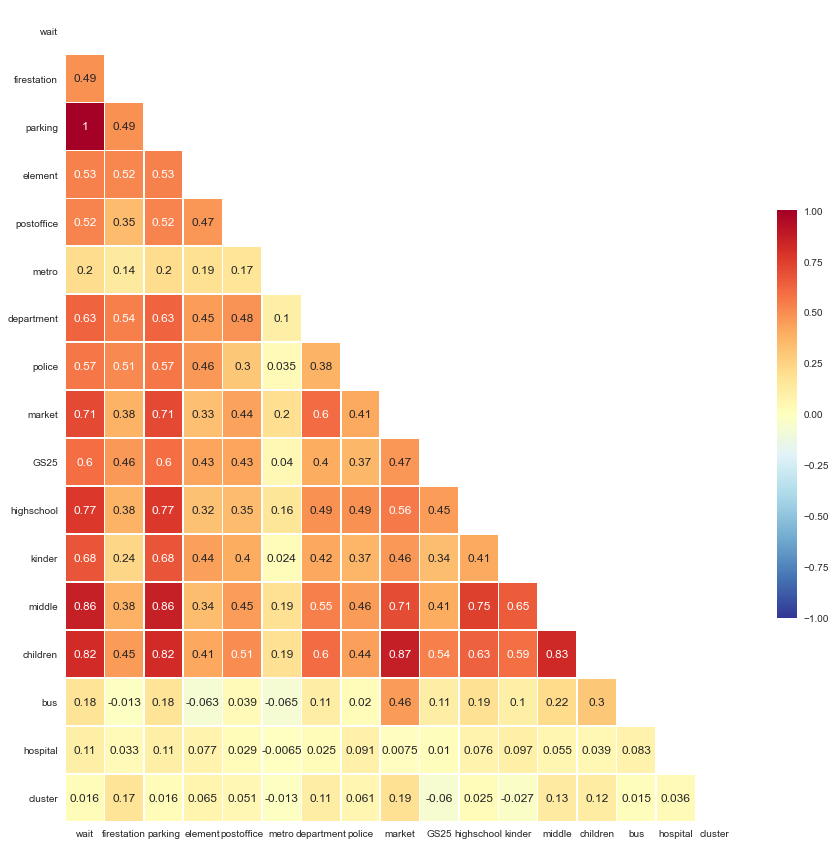 wait
firestation 0.49
parking 1 0.49
element 0.53 0.52 0.53
postoffice 0.52 0.35 0.52 0.47
metro 0.2 0.14 0.2 0.19 0.17
department 0.63 0.54 0.63 0.45 0.48 0.1
police 0.57 0.51 0.57 0.46 0.3 0.035 0.38
market 0.71 0.38 0.71 0.33 0.44 0.2 0.6 0.41
GS25 0.6 0.46 0.6 0.43 0.43 0.04 0.4 0.37 0.47
highschool 0.77 0.38 0.77 0.32 0.35 0.16 0.49 0.49 0.56 0.45
kinder 0.68 0.24 0.68 0.44 0.4 0.024 0.42 0.37 0.46 0.34 0.41
middle 0.86 0.38 0.86 0.34 0.45 0.19 0.55 0.46 0.71 0.41 0.75 0.65
children 0.82 0.45 0.82 0.41 0.51 0.19 0.6 0.44 0.87 0.54 0.63 0.59 0.83
bus 0.18 -0.013 0.18 -0.063 0.039 -0.065 0.11 0.02 0.46 0.11 0.19 0.1 0.22 0.3
hospital 0.11 0.033 0.11 0.077 0.029 -0.0065 0.025 0.091 0.0075 0.01 0.076 0.097 0.055 0.039 0.083
cluster 0.016 0.17 0.016 0.065 0.051 -0.013 0.11 0.061 0.19 -0.06 0.025 -0.027 0.13 0.12 0.015 0.036
wait firestation parking element postoffice metro department police market GS25 highschool kinder middle children bus hospital cluster
1.00
0.75
0.50
0.25
0.00
−0.25
−0.50
−0.75
−1.00